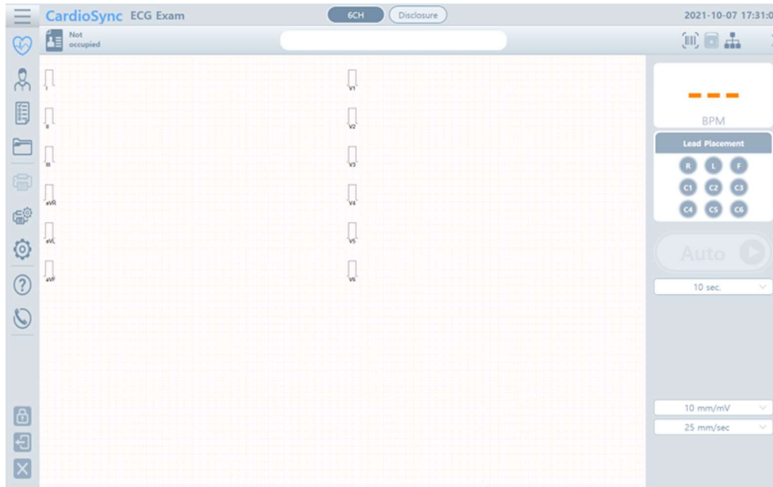 CardioSync ECG Exam
6CH
Disclosure
2021-10-07 17:31:0
Not
occupied
I
V1
II
V2
III
V3
aVR
V4
aVL
V5
aVF
V6
BPM
Lead Placement
R L F
C1 C2 C3
C4 C5 C6
Auto
10 sec.
10 mm/mV
25 mm/sec